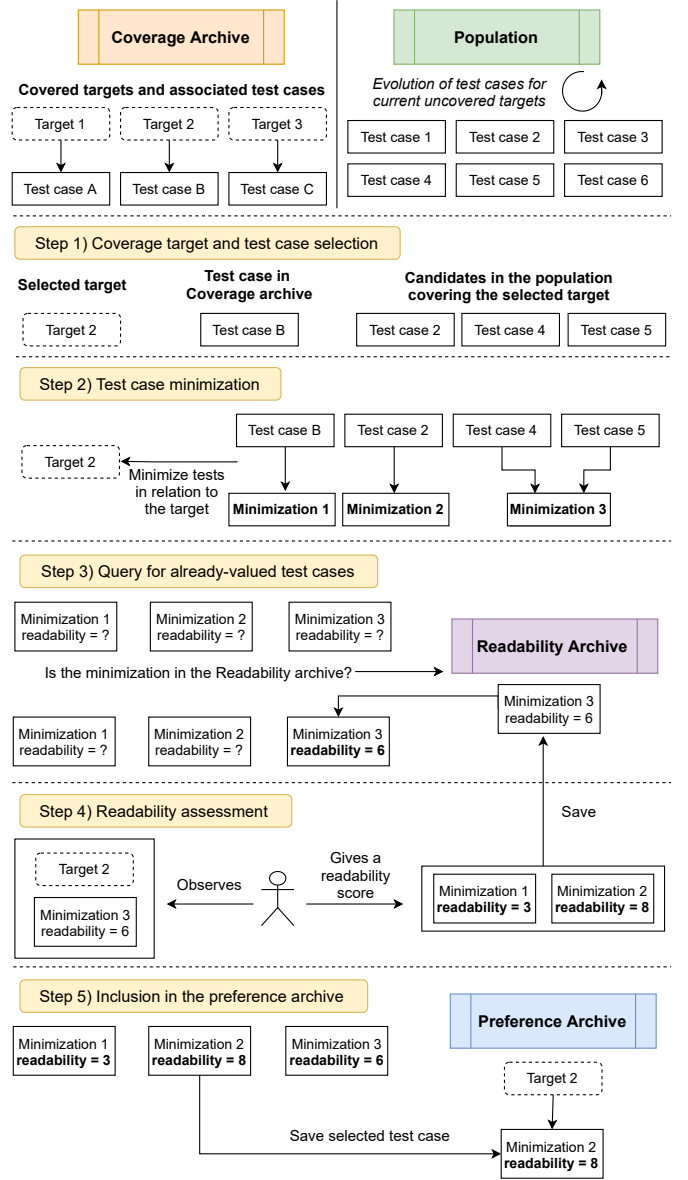 Coverage Archive
Population
Covered targets and associated test cases
Evolution of test cases for
current uncovered targets
Target 1
Target 2
Target 3
Test case A
Test case B
Test case C
Test case 1
Test case 2
Test case 3
Test case 4
Test case 5
Test case 6
Step 1) Coverage target and test case selection
Selected target
Test case in
Coverage archive
Candidates in the population
covering the selected target
Target 2
Test case B
Test case 2
Test case 4
Test case 5
Step 2) Test case minimization
Test case B
Test case 2
Test case 4
Test case 5
Target 2
Minimize tests
in relation to
the target
Minimization 1
Minimization 2
Minimization 3
Step 3) Query for already-valued test cases
Minimization 1
readability = ?
Minimization 2
readability = ?
Minimization 3
readability = ?
Readability Archive
Is the minimization in the Readability archive?
Minimization 3
readability = 6
Minimization 1
readability = ?
Minimization 2
readability = ?
Minimization 3
readability = 6
Step 4) Readability assessment
Save
Target 2
Minimization 3
readability = 6
Observes
Gives a
readability
score
Minimization 1
readability = 3
Minimization 2
readability = 8
Step 5) Inclusion in the preference archive
Preference Archive
Minimization 1
readability = 3
Minimization 2
readability = 8
Minimization 3
readability = 6
Target 2
Save selected test case
Minimization 2
readability = 8